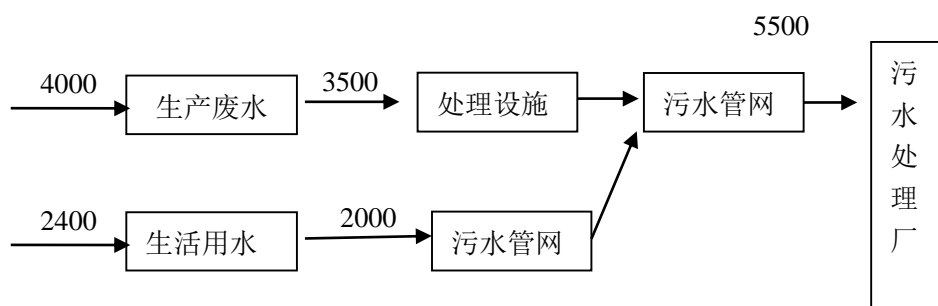 5500
4000
生产废水
3500
处理设施
污水管网
2400
生活用水
2000
污水管网
污
水
处
理
厂